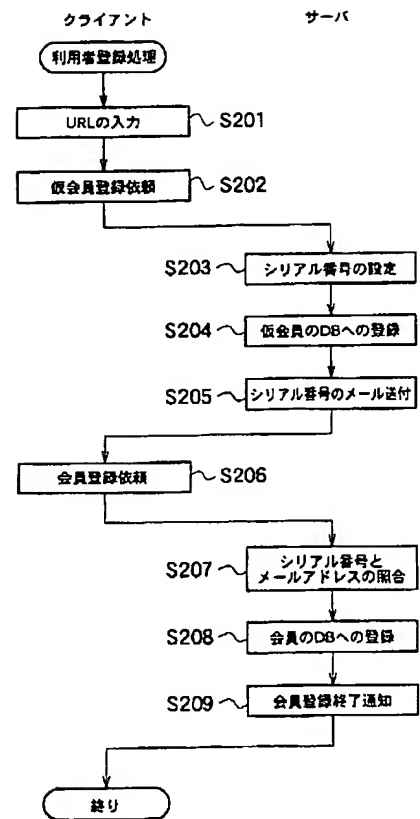 クライアント
サーバ
利用者登録処理
URLの入力
S201
仮会員登録依頼
S202
S203
シリアル番号の設定
S204
仮会員のDBへの登録
S205
シリアル番号のメール送付
会員登録依頼
S206
S207
シリアル番号と
メールアドレスの照合
S208
会員のDBへの登録
S209
会員登録終了通知
終り